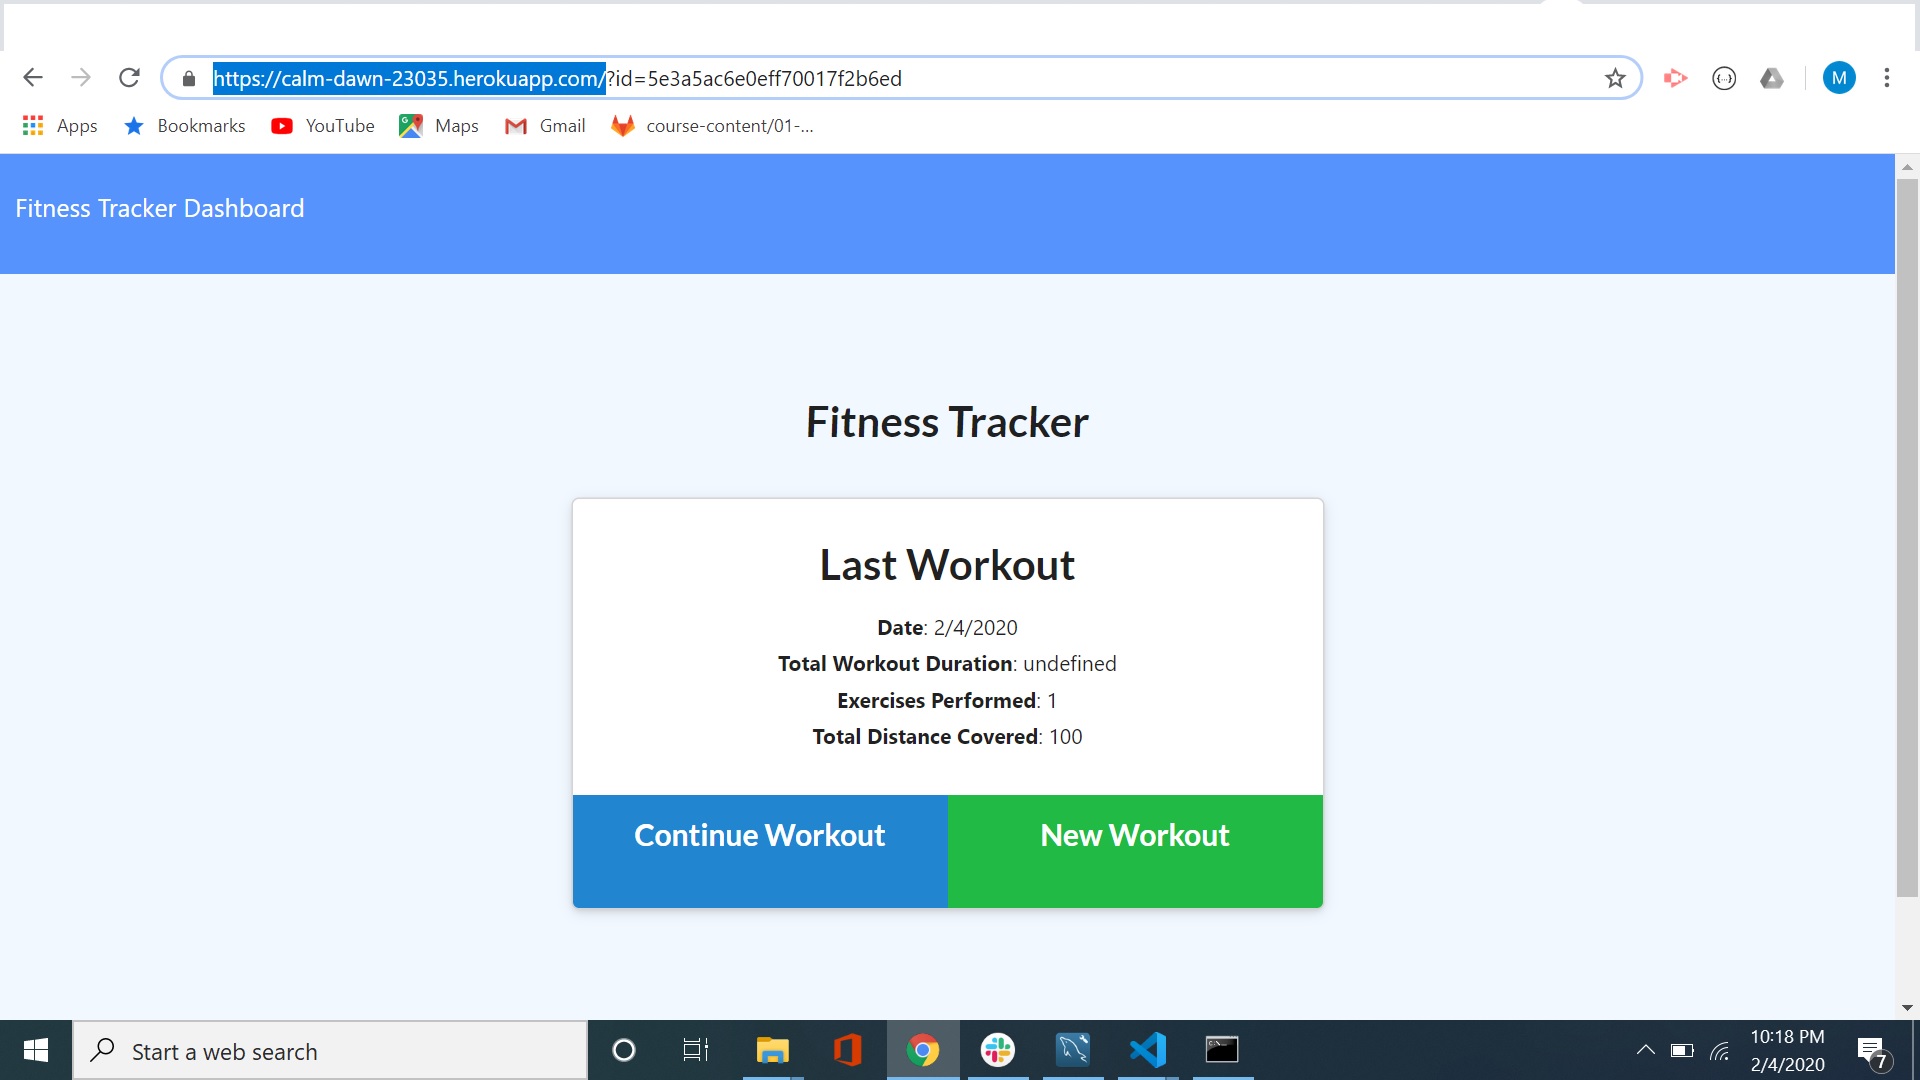 https://calm-dawn-23035.herokuapp.com/?id=5e3a5ac6e0eff70017f2b6ed
M
Apps Bookmarks YouTube Maps Gmail course-content/01-...
Fitness Tracker Dashboard
Fitness Tracker
Last Workout
Date: 2/4/2020
Total Workout Duration: undefined
Exercises Performed: 1
Total Distance Covered: 100
Continue Workout New Workout
Start a web search
10:18 PM
2/4/2020
7